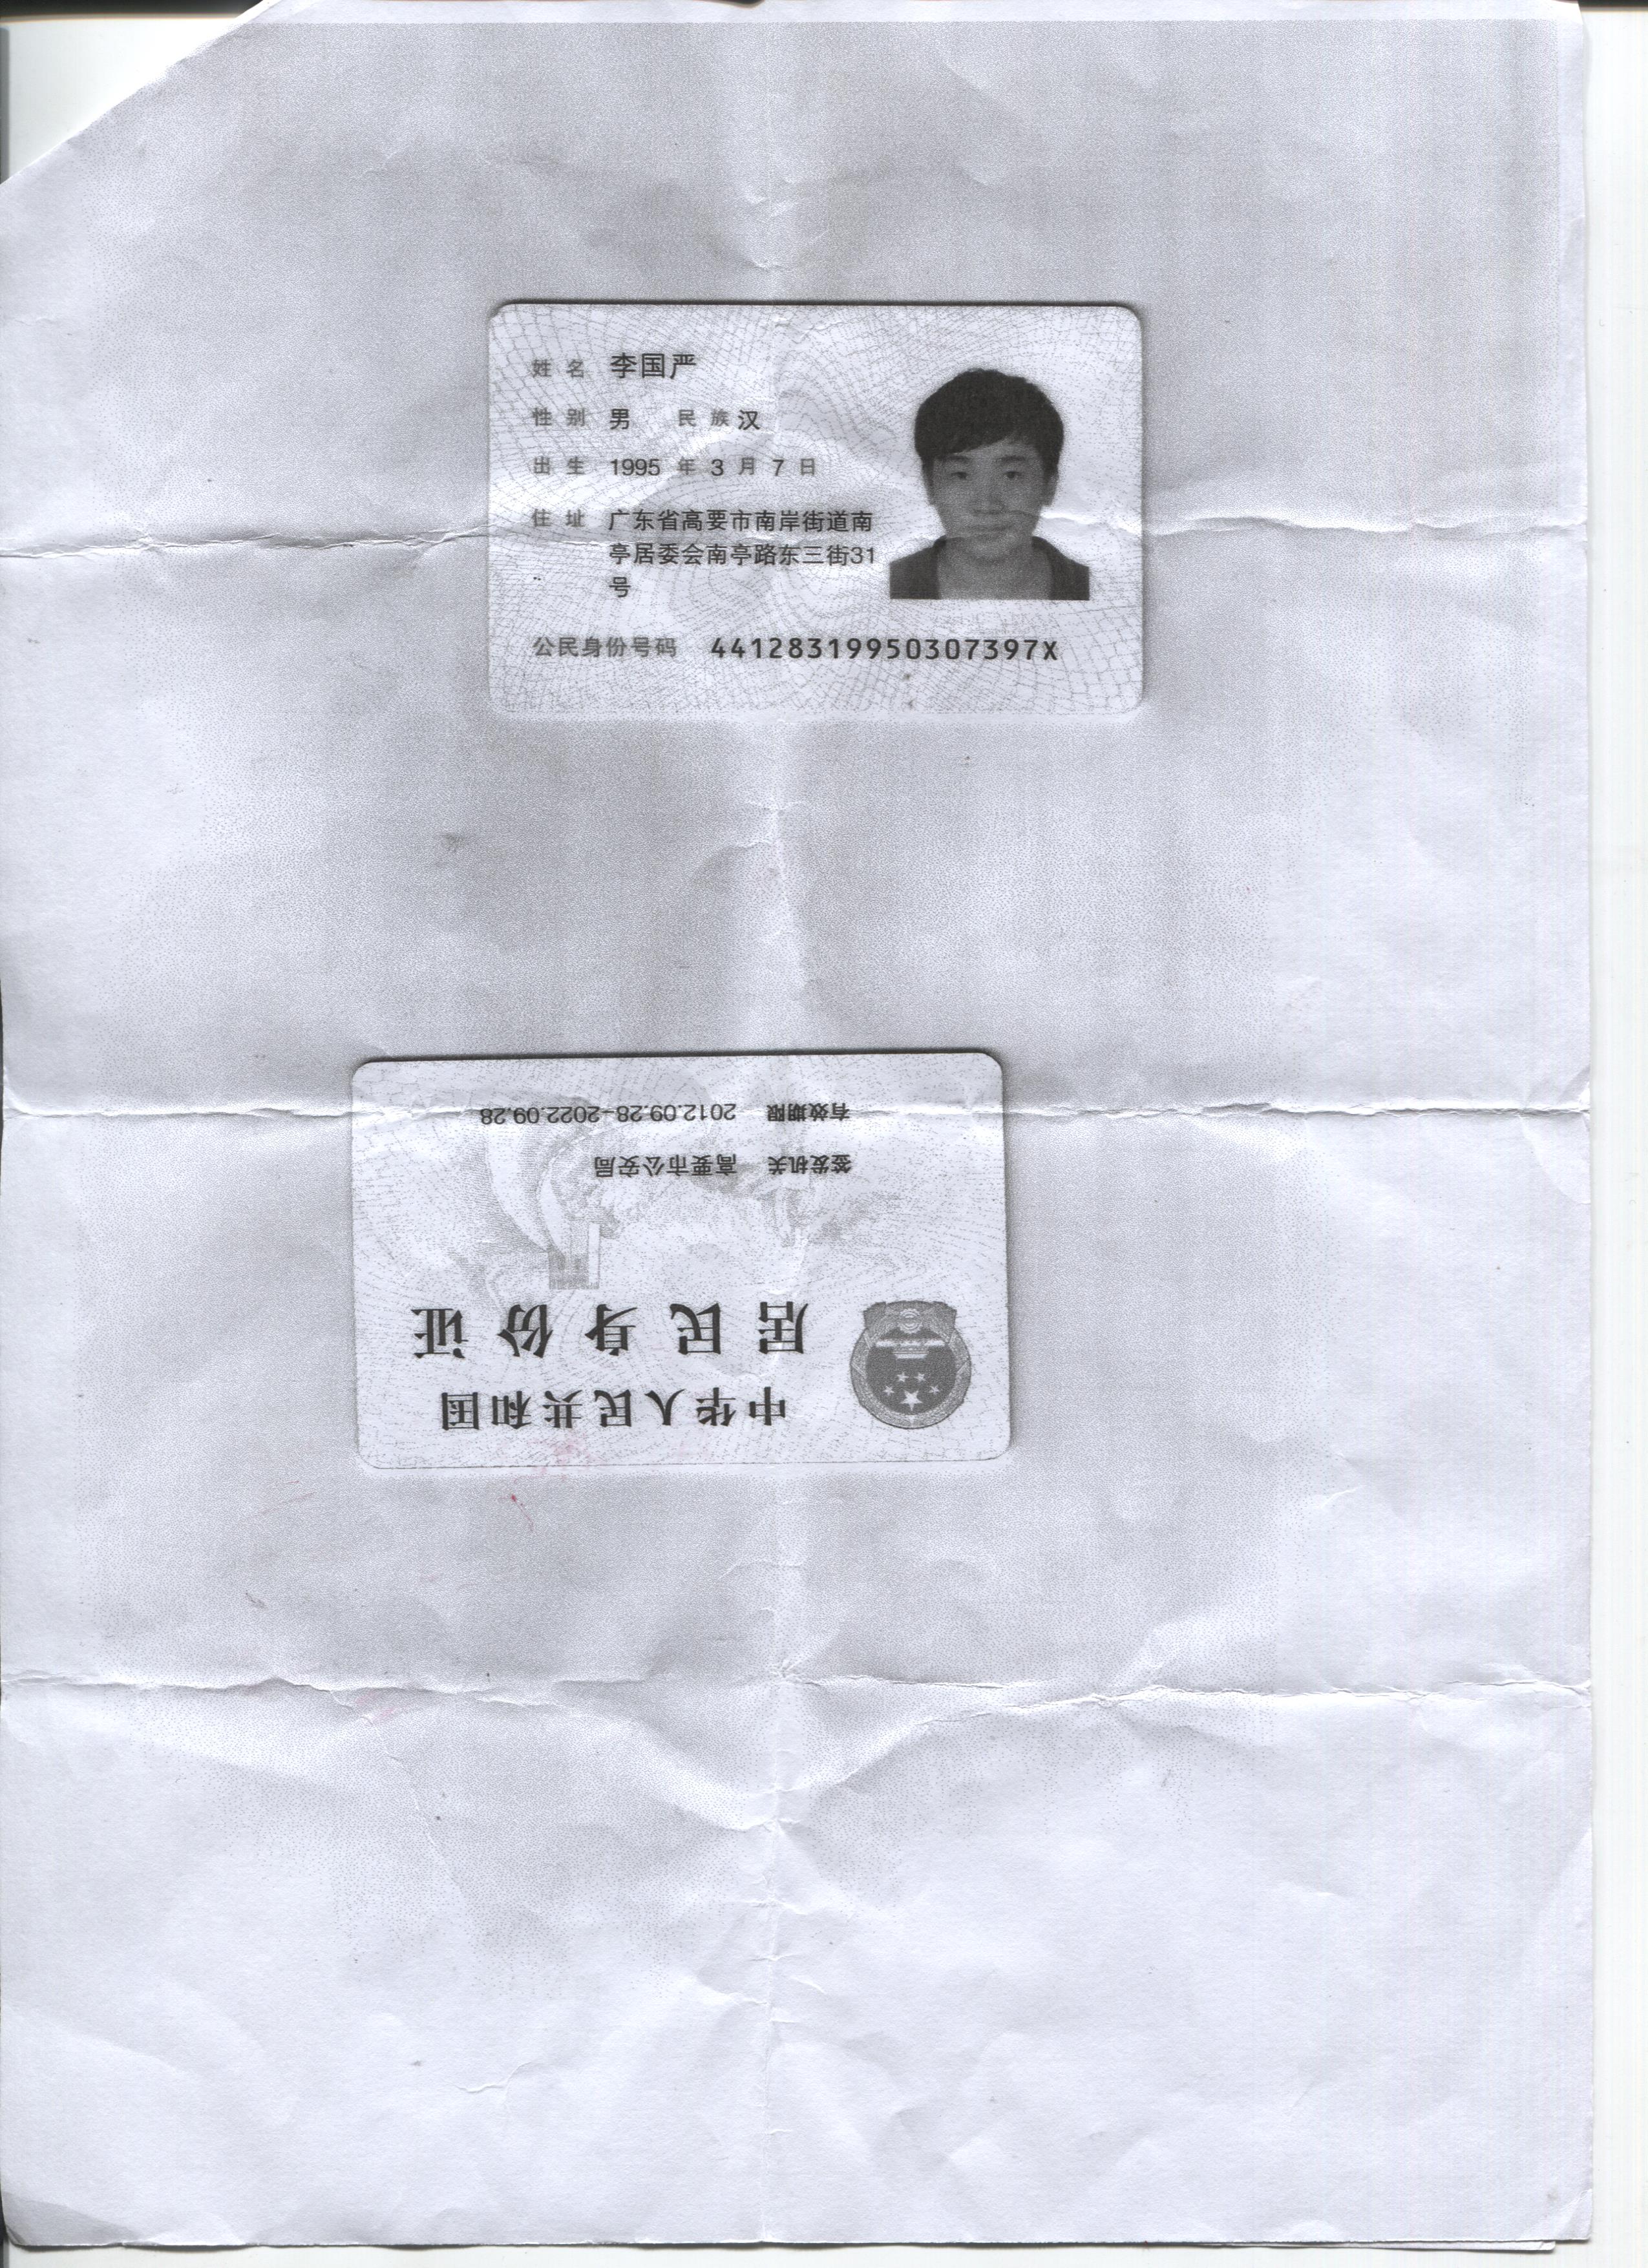 姓名 李国严
性别 男 民族 汉
出生 1995 年 3 月 7 日
住址 广东省高要市南岸街道南
亭居委会南亭路东三街31
号
公民身份号码 44128319950307397X
中华人民共和国
居民身份证
签发机关 高要市公安局
有效期限 2012.09.28-2022.09.28